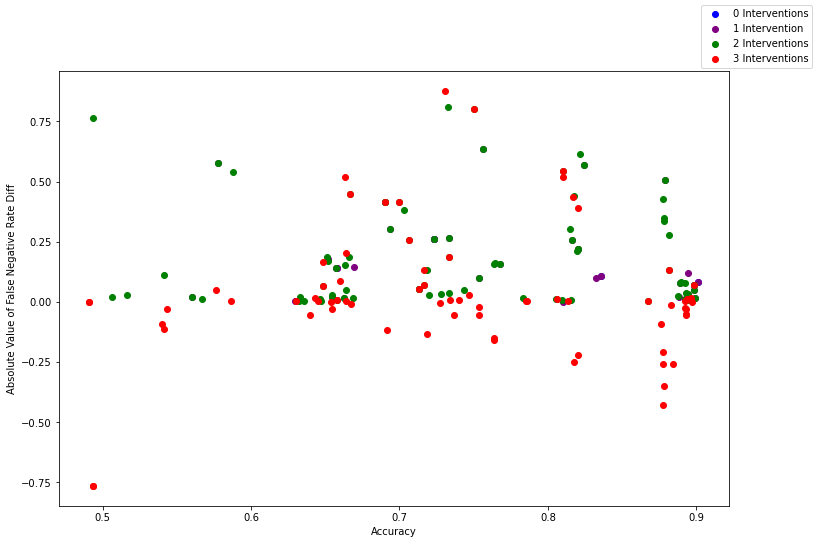 0 Interventions
1 Intervention
2 Interventions
3 Interventions
Absolute Value of False Negative Rate Diff
0.75
0.50
0.25
0.00
−0.25
−0.50
−0.75
0.5 0.6 0.7 0.8 0.9
Accuracy